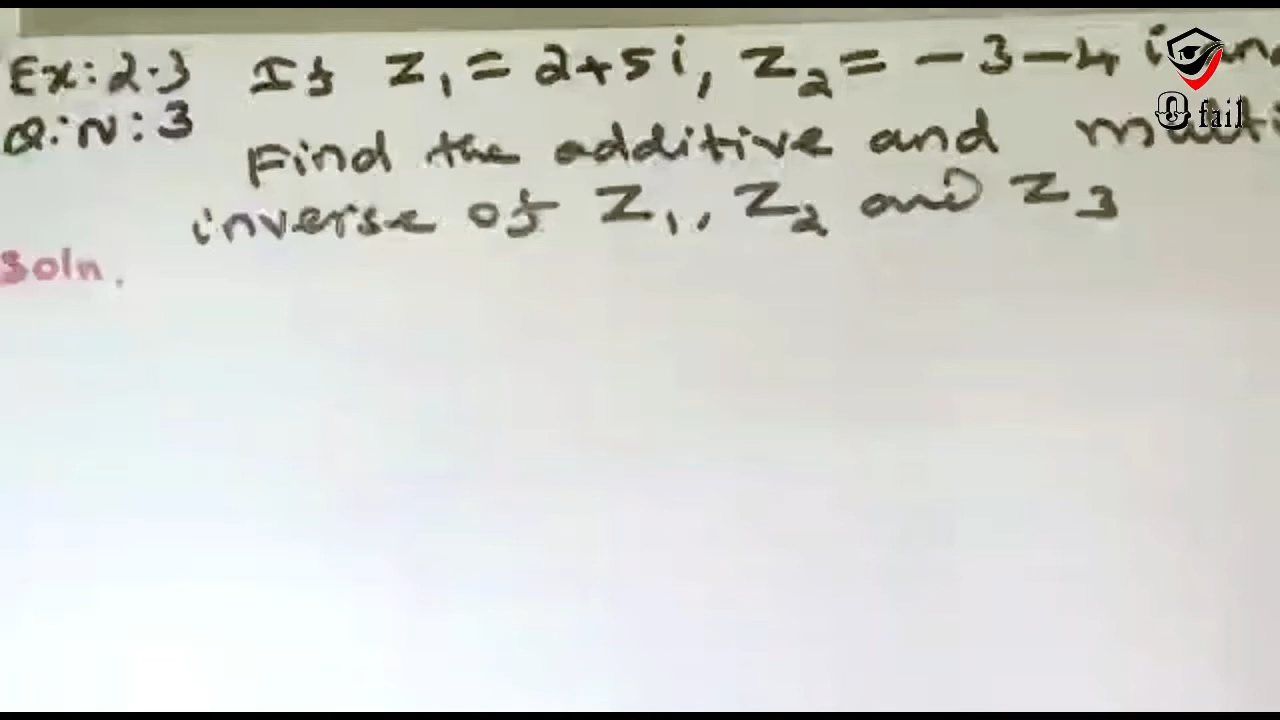 Ex: 2.3 If z₁ = 2+5i, z₂ = -3-4i
Q.N: 3
0 fail
Find the additive and
inverse of z₁, z₂ and z₃
Soln.